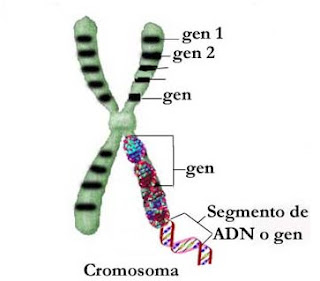 gen 1
gen 2
gen
gen
Segmento de
ADN o gen
Cromosoma